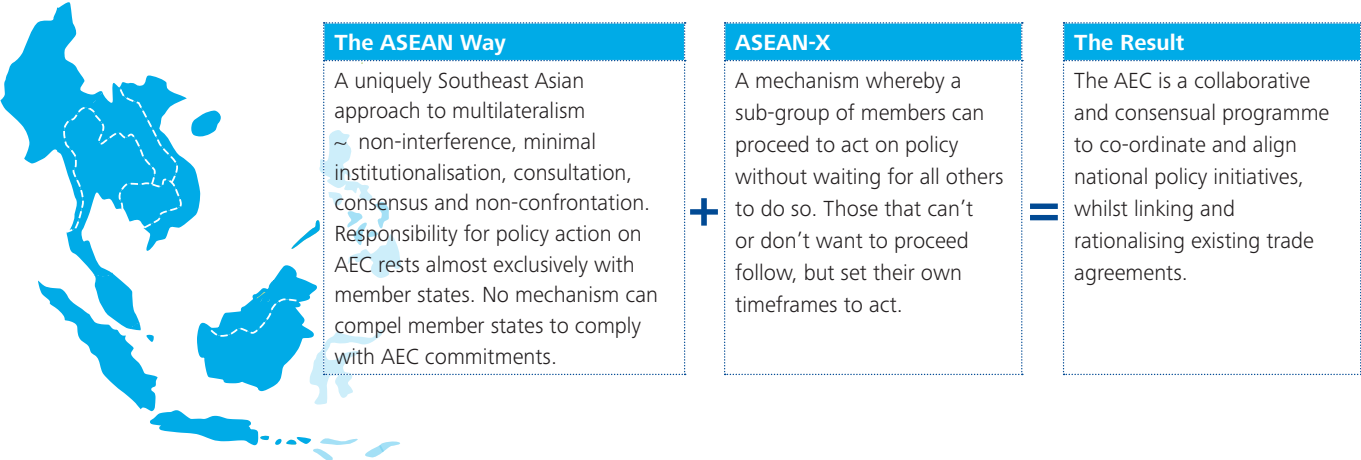 The ASEAN Way
A uniquely Southeast Asian
approach to multilateralism
~ non-interference, minimal
institutionalisation, consultation,
consensus and non-confrontation.
Responsibility for policy action on
AEC rests almost exclusively with
member states. No mechanism can
compel member states to comply
with AEC commitments.
+
ASEAN-X
A mechanism whereby a
sub-group of members can
proceed to act on policy
without waiting for all others
to do so. Those that can’t
or don’t want to proceed
follow, but set their own
timeframes to act.
=
The Result
The AEC is a collaborative
and consensual programme
to co-ordinate and align
national policy initiatives,
whilst linking and
rationalising existing trade
agreements.